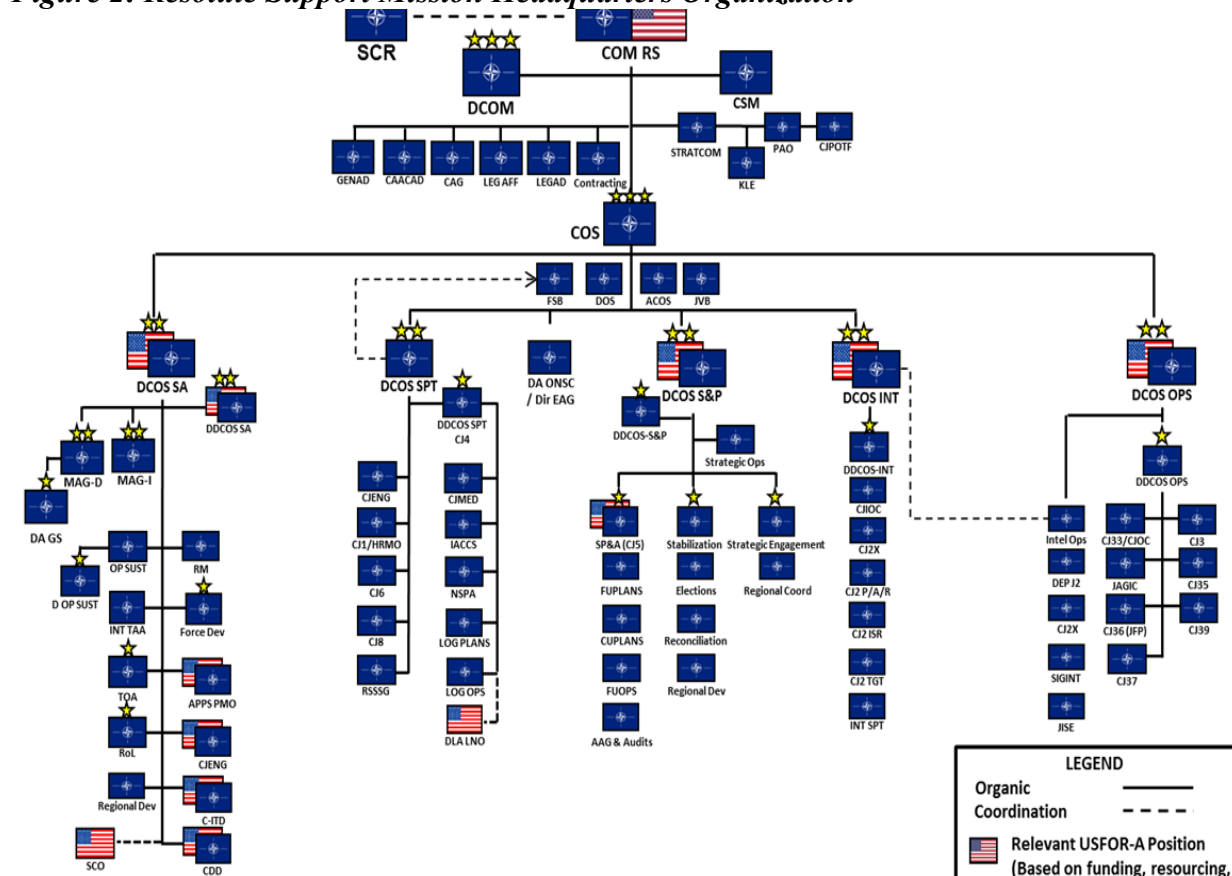 Figure 2: Resolute Support Mission Headquarters Organization
SCR
COM RS
DCOM
CSM
GENAD
CAACAD
CAG
LEG AFF
LEGAD
Contracting
STRATCOM
KLE
PAO
CJPOTF
COS
FSB
DOS
ACOS
JVB
DCOS SA
DDCOS SA
MAG-D
MAG-I
DA GS
OP SUST
RM
D OP SUST
INT TAA
Force Dev
TOA
APPS PMO
RoL
CJENG
Regional Dev
C-ITD
SCO
CDD
DCOS SPT
DDCOS SPT
CJ4
CJENG
CJ1/HRMO
CJ6
CJ8
RSSSG
CJMED
IACCS
NSPA
LOG PLANS
LOG OPS
DLA LNO
DA ONSC
/ Dir EAG
DCOS S&P
DDCOS-S&P
Strategic Ops
SP&A (CJ5)
Stabilization
Strategic Engagement
FUPLANS
Elections
Regional Coord
CUPLANS
Reconciliation
FUOPS
Regional Dev
AAG & Audits
DCOS INT
DDCOS-INT
CJIOC
CJ2X
CJ2 P/A/R
CJ2 ISR
CJ2 TGT
INT SPT
DCOS OPS
DDCOS OPS
Intel Ops
DEP J2
CJ2X
SIGINT
JISE
CJ33/CJOC
CJ3
JAGIC
CJ35
CJ36 (JFP)
CJ39
CJ37
LEGEND
Organic
Coordination
Relevant USFOR-A Position
(Based on funding, resourcing,